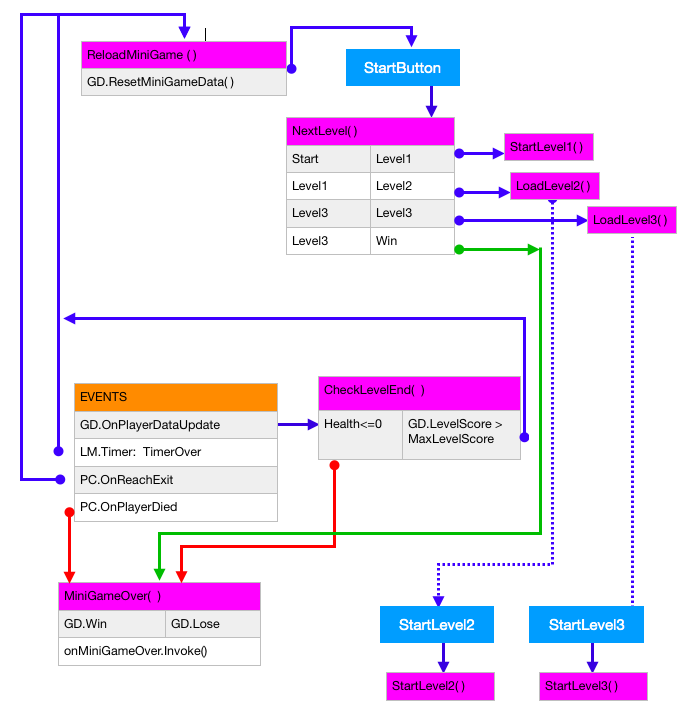 ReloadMiniGame ( )
GD.ResetMiniGameData( )
StartButton
NextLevel( )
Start Level1
Level1 Level2
Level3 Level3
Level3 Win
StartLevel1( )
LoadLevel2( )
LoadLevel3( )
EVENTS
GD.OnPlayerDataUpdate
LM.Timer: TimerOver
PC.OnReachExit
PC.OnPlayerDied
CheckLevelEnd( )
Health<=0 GD.LevelScore >
MaxLevelScore
MiniGameOver( )
GD.Win GD.Lose
onMiniGameOver.Invoke()
StartLevel2
StartLevel3
StartLevel2( )
StartLevel3( )